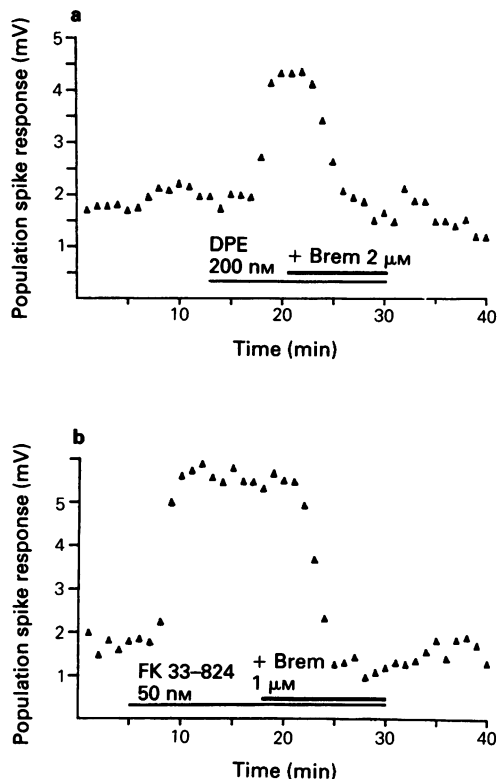 a
Population spike response (mV)
5
4
3
2
1
DPE
200 nM
+ Brem 2 μM
10
20
30
40
Time (min)
b
Population spike response (mV)
5
4
3
2
1
FK 33–824
50 nM
+ Brem
1 μM
10
20
30
40
Time (min)